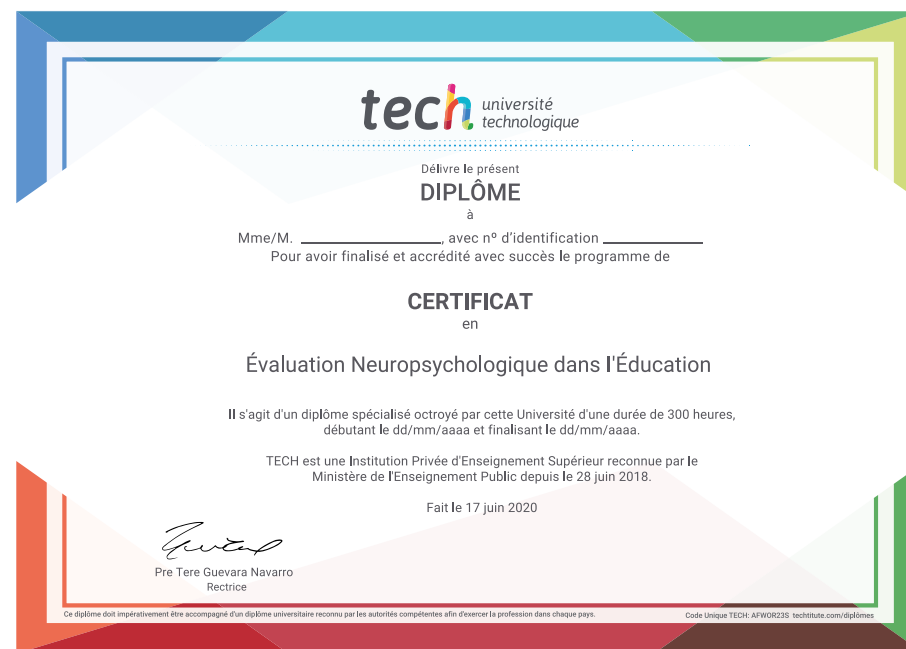 tech université
technologique
Délivre le présent
DIPLÔME
à
Mme/M. ____________________, avec nº d'identification ______________
Pour avoir finalisé et accrédité avec succès le programme de
CERTIFICAT
en
Évaluation Neuropsychologique dans l'Éducation
Il s'agit d'un diplôme spécialisé octroyé par cette Université d'une durée de 300 heures,
débutant le dd/mm/aaaa et finalisant le dd/mm/aaaa.
TECH est une Institution Privée d'Enseignement Supérieur reconnue par le
Ministère de l'Enseignement Public depuis le 28 juin 2018.
Fait le 17 juin 2020
Pre Tere Guevara Navarro
Rectrice
Ce diplôme doit impérativement être accompagné d'un diplôme universitaire reconnu par les autorités compétentes afin d'exercer la profession dans chaque pays.
Code Unique TECH: AFWOR23S techtitute.com/diplômes